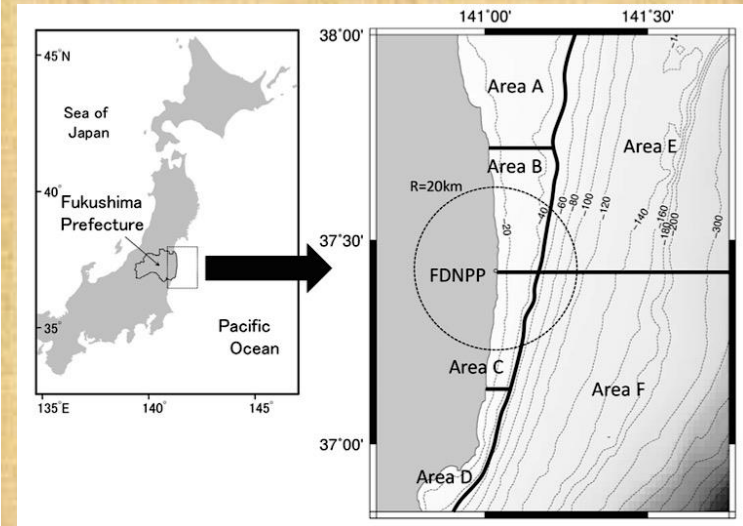 45°N
Sea of
Japan
40°
Fukushima
Prefecture
35°
Pacific
Ocean
135°E
140°
145°
141°00'
141°30'
38°00'
37°30'
37°00'
Area A
Area B
Area E
R=20km
FDNPP
Area C
Area F
Area D
-20
-40
-60
-80
-100
-120
-140
-160
-180
-200
-300